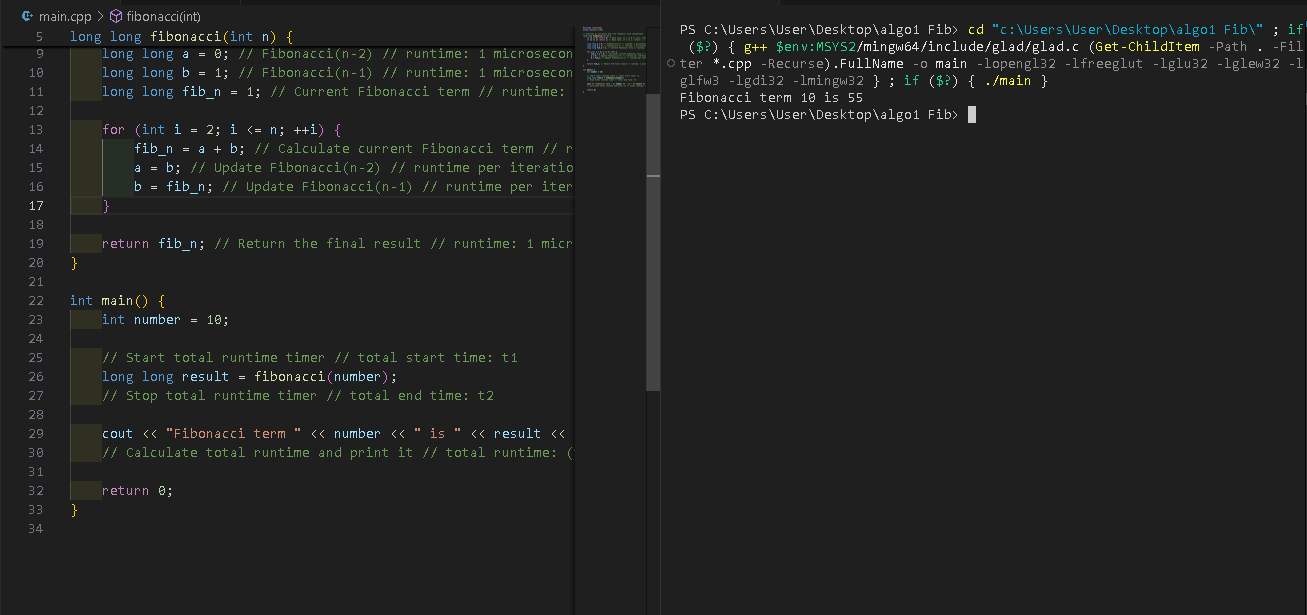 main.cpp > fibonacci(int)
5 long long fibonacci(int n) {
9 long long a = 0; // Fibonacci(n-2) // runtime: 1 microsecon
10 long long b = 1; // Fibonacci(n-1) // runtime: 1 microsecon
11 long long fib_n = 1; // Current Fibonacci term // runtime:
12
13 for (int i = 2; i <= n; ++i) {
14 fib_n = a + b; // Calculate current Fibonacci term // r
15 a = b; // Update Fibonacci(n-2) // runtime per iteratio
16 b = fib_n; // Update Fibonacci(n-1) // runtime per iter
17 }
18
19 return fib_n; // Return the final result // runtime: 1 micr
20 }
21
22 int main() {
23 int number = 10;
24
25 // Start total runtime timer // total start time: t1
26 long long result = fibonacci(number);
27 // Stop total runtime timer // total end time: t2
28
29 cout << "Fibonacci term " << number << " is " << result <<
30 // Calculate total runtime and print it // total runtime: (
31
32 return 0;
33 }
34
PS C:\Users\User\Desktop\algo1 Fib> cd "c:\Users\User\Desktop\algo1 Fib\" ; if
($?) { g++ $env:MSYS2/mingw64/include/glad/glad.c (Get-ChildItem -Path . -Fil
ter *.cpp -Recurse).FullName -o main -lopengl32 -lfreeglut -lglu32 -lglew32 -l
glfw3 -lgdi32 -lmingw32 } ; if ($?) { ./main }
Fibonacci term 10 is 55
PS C:\Users\User\Desktop\algo1 Fib>